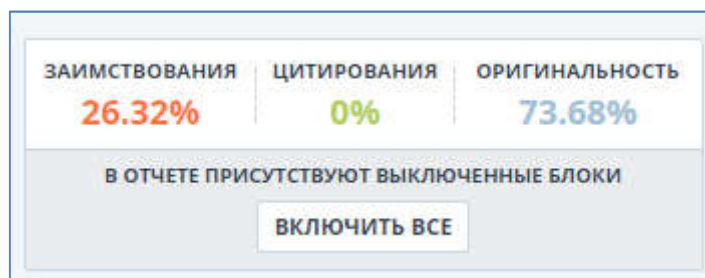 ЗАИМСТВОВАНИЯ ЦИТИРОВАНИЯ ОРИГИНАЛЬНОСТЬ
26.32% 0% 73.68%
В ОТЧЕТЕ ПРИСУТСТВУЮТ ВЫКЛЮЧЕННЫЕ БЛОКИ
ВКЛЮЧИТЬ ВСЕ